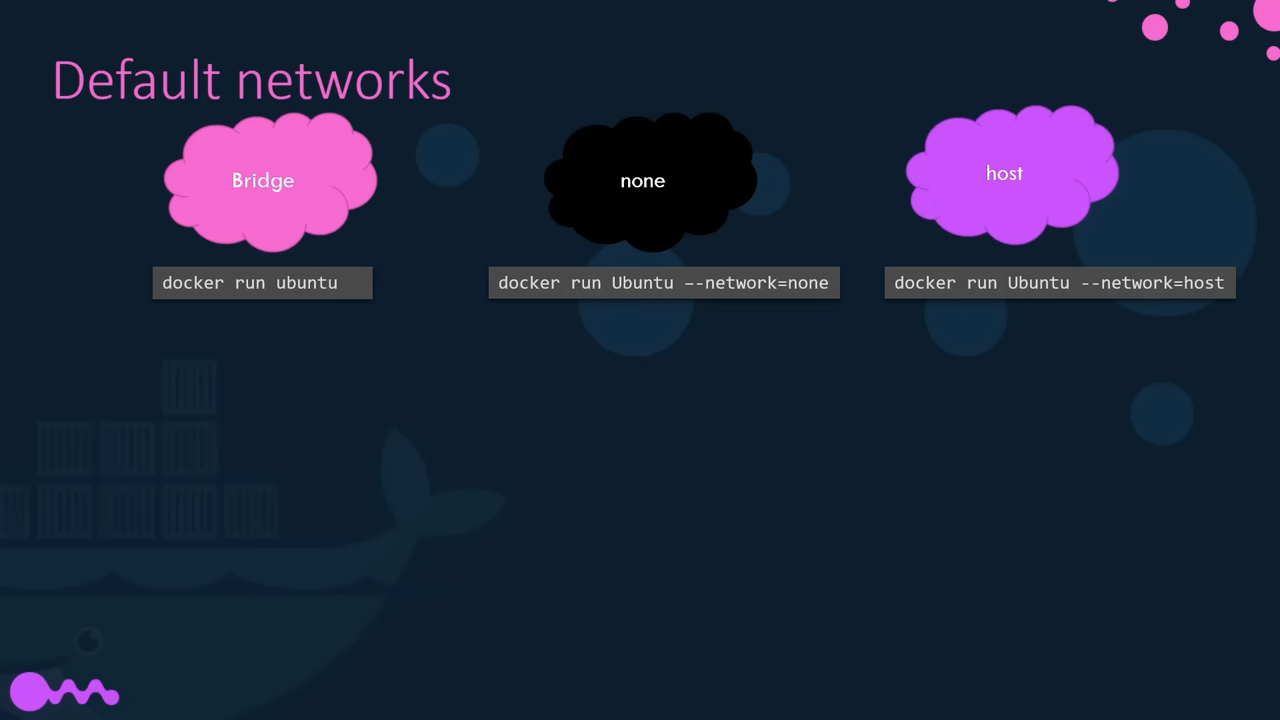 Default networks
Bridge
none
host
docker run ubuntu
docker run Ubuntu –-network=none
docker run Ubuntu --network=host